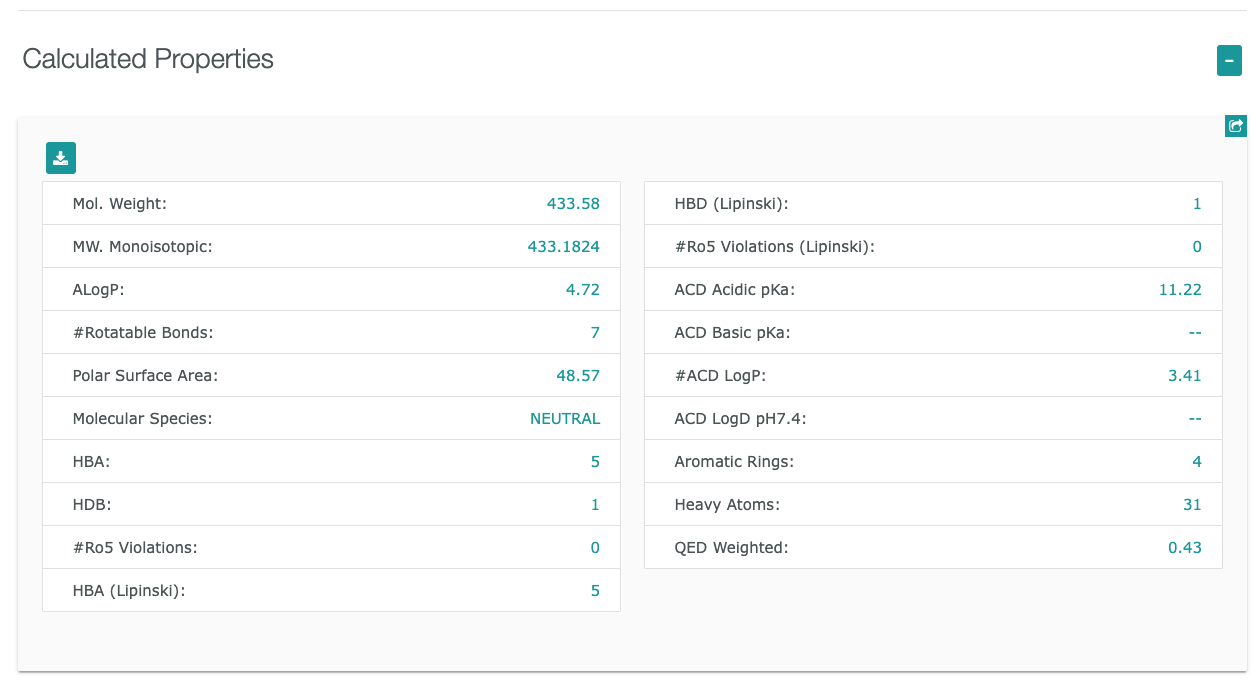 Calculated Properties
Mol. Weight: 433.58
MW. Monoisotopic: 433.1824
ALogP: 4.72
#Rotatable Bonds: 7
Polar Surface Area: 48.57
Molecular Species: NEUTRAL
HBA: 5
HDB: 1
#Ro5 Violations: 0
HBA (Lipinski): 5
HBD (Lipinski): 1
#Ro5 Violations (Lipinski): 0
ACD Acidic pKa: 11.22
ACD Basic pKa: --
#ACD LogP: 3.41
ACD LogD pH7.4: --
Aromatic Rings: 4
Heavy Atoms: 31
QED Weighted: 0.43